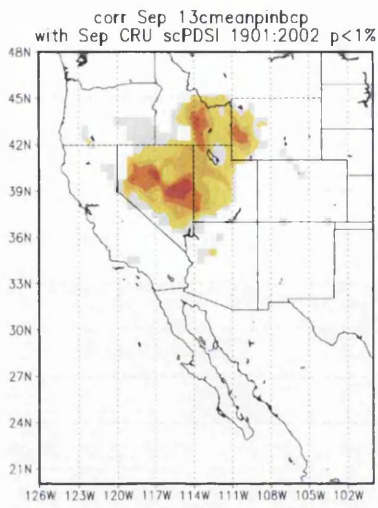 corr Sep 13cmeanpinbcp
with Sep CRU scPDSI 1901:2002 p<1%
48N
45N
42N
39N
36N
33N
30N
27N
24N
21N
126W 123W 120W 117W 114W 111W 108W 105W 102W